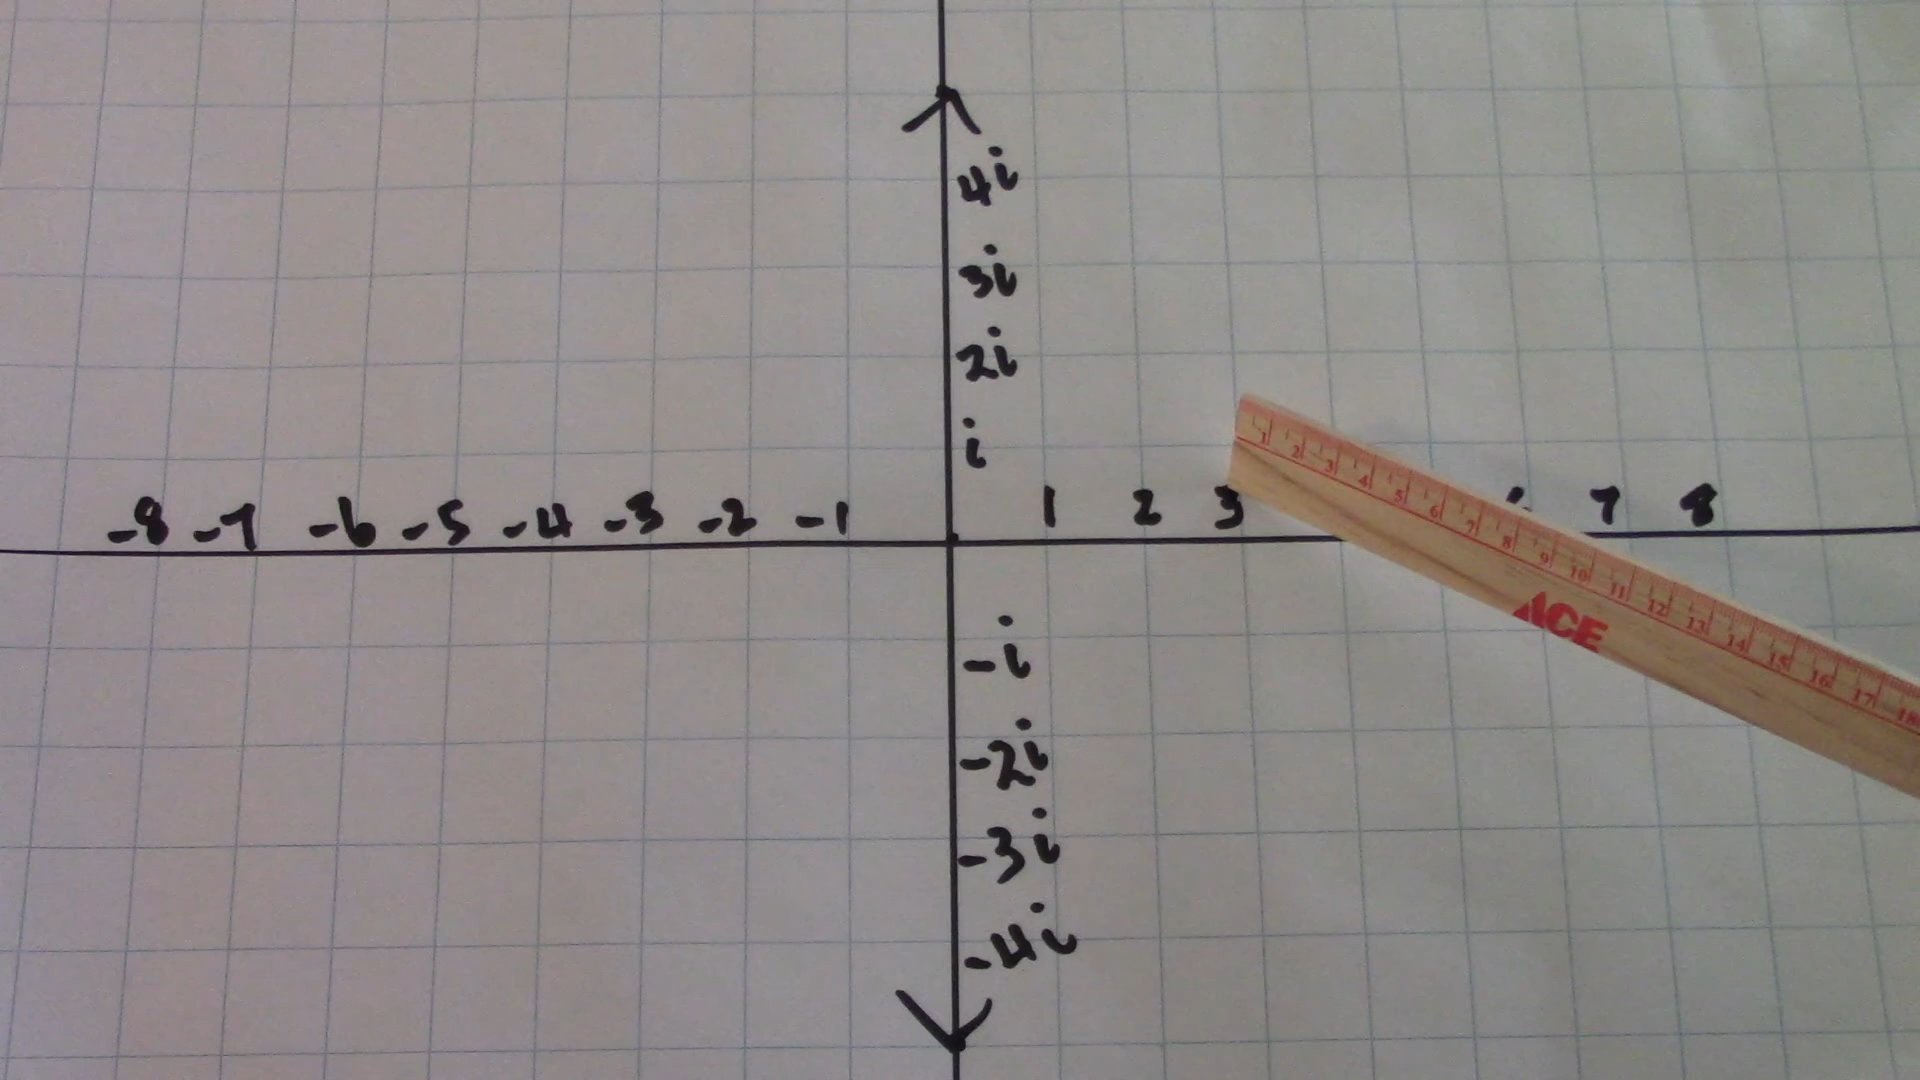 4i
3i
2i
i
-8 -7 -6 -5 -4 -3 -2 -1 1 2 3 7 8
1 2 3 4 5 6 7 8 9 10 11 12 13 14 15 16 17 18
ACE
-i
-2i
-3i
-4i